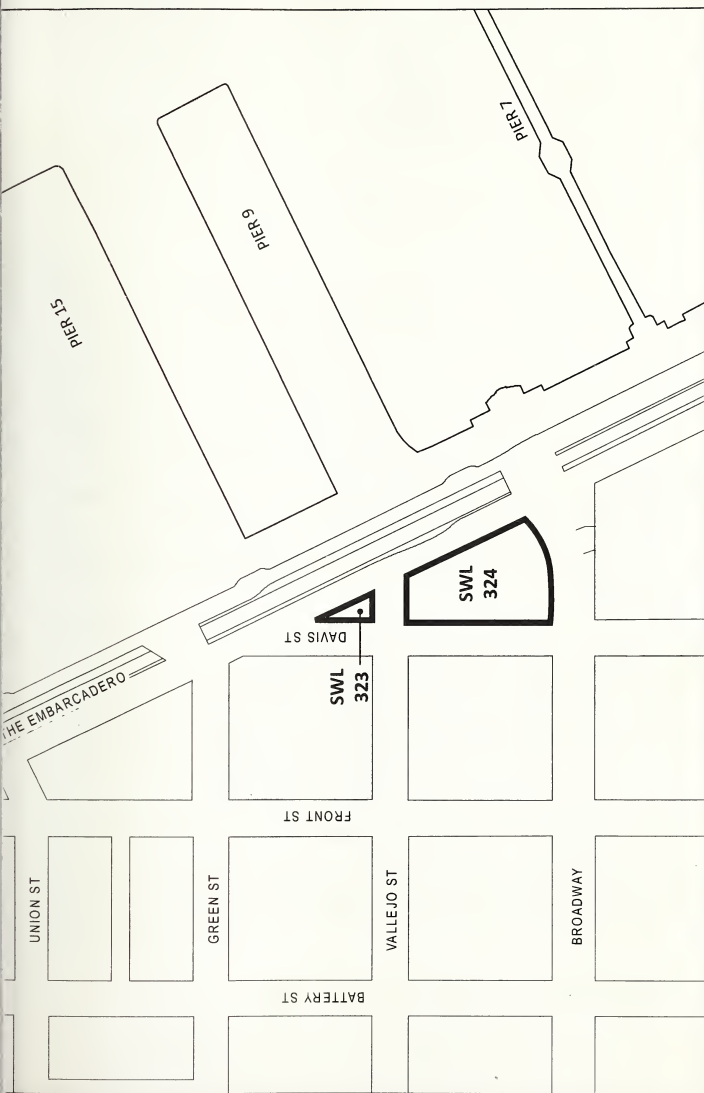 PIER 7
PIER 9
PIER 15
SWL
324
DAVIS ST
SWL
323
THE EMBARCADERO
FRONT ST
UNION ST
GREEN ST
VALLEJO ST
BROADWAY
BATTERY ST